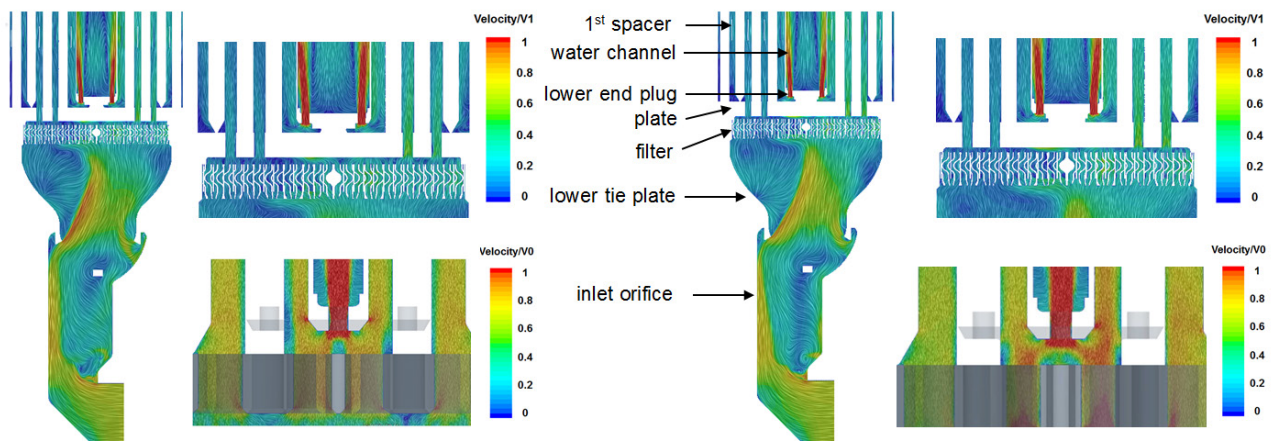 Velocity/V1
1
0.8
0.6
0.4
0.2
0
Velocity/V0
1
0.8
0.6
0.4
0.2
0
1st spacer
water channel
lower end plug
plate
filter
lower tie plate
inlet orifice
Velocity/V1
1
0.8
0.6
0.4
0.2
0
Velocity/V0
1
0.8
0.6
0.4
0.2
0